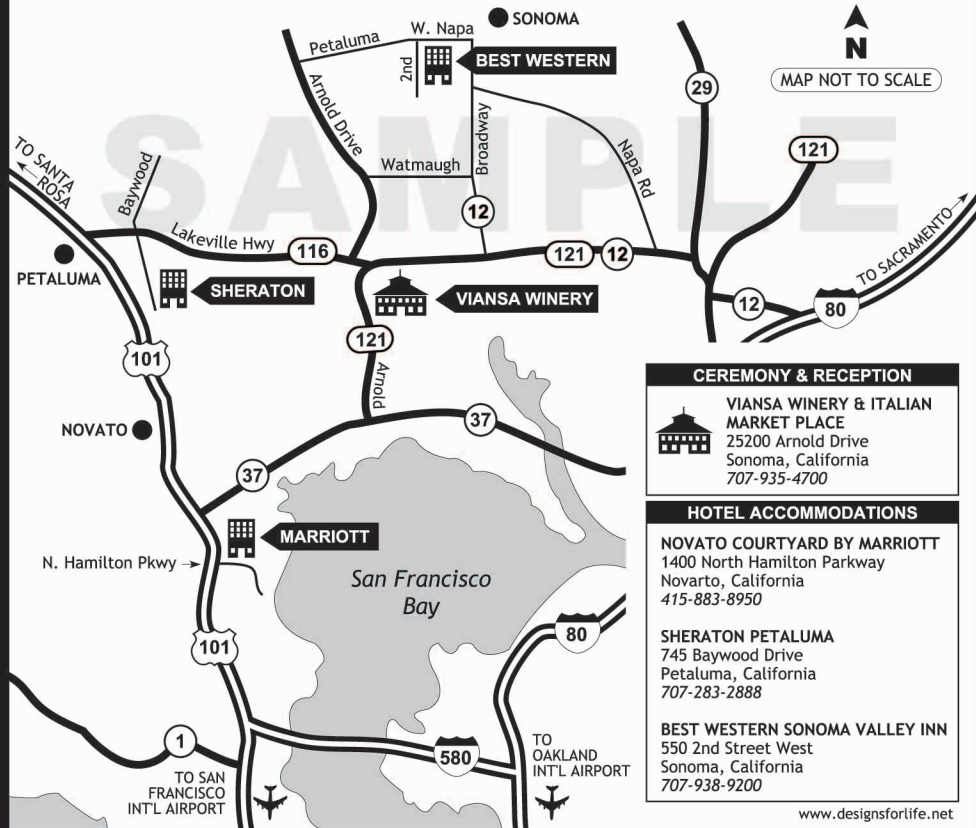 SAMPLE
SONOMA
W. Napa
Petaluma
2nd
BEST WESTERN
N
MAP NOT TO SCALE
29
Arnold Drive
Broadway
Napa Rd
121
TO SANTA
ROSA
Baywood
Watmaugh
12
Lakeville Hwy
116
121
12
TO SACRAMENTO
PETALUMA
SHERATON
VIANSA WINERY
12
80
101
121
Arnold
NOVATO
37
37
MARRIOTT
N. Hamilton Pkwy
San Francisco
Bay
101
80
1
580
TO SAN
FRANCISCO
INT'L AIRPORT
TO
OAKLAND
INT'L AIRPORT
CEREMONY & RECEPTION
VIANSA WINERY & ITALIAN
MARKET PLACE
25200 Arnold Drive
Sonoma, California
707-935-4700
HOTEL ACCOMMODATIONS
NOVATO COURTYARD BY MARRIOTT
1400 North Hamilton Parkway
Novarto, California
415-883-8950
SHERATON PETALUMA
745 Baywood Drive
Petaluma, California
707-283-2888
BEST WESTERN SONOMA VALLEY INN
550 2nd Street West
Sonoma, California
707-938-9200
www.designsforlife.net